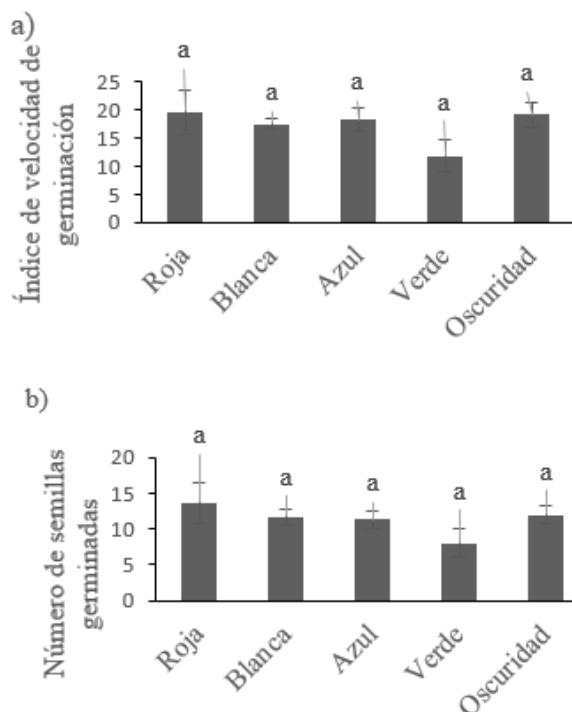 a)
Índice de velocidad de
germinación
a a a a a
25
20
15
10
5
0
Roja Blanca Azul Verde Oscuridad
b)
Número de semillas
germinadas
a a a a a
20
15
10
5
0
Roja Blanca Azul Verde Oscuridad